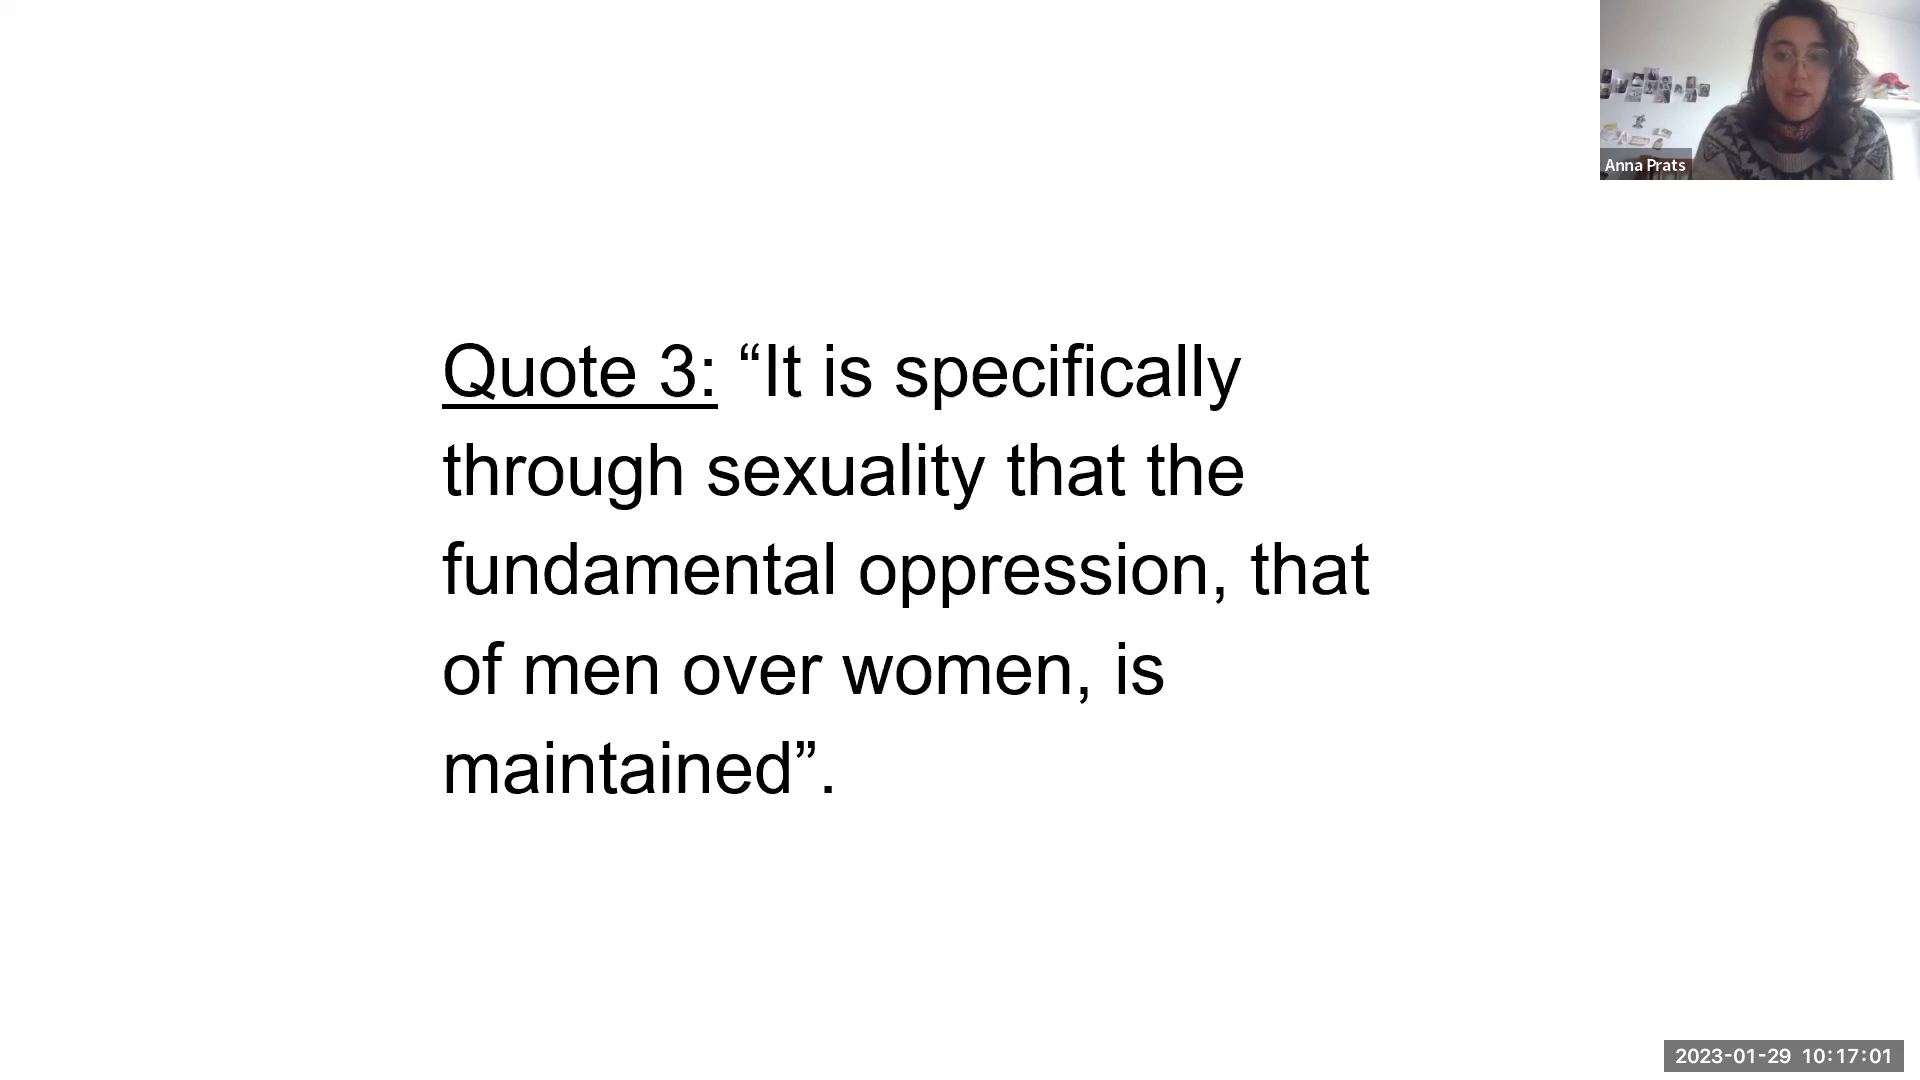 Anna Prats
Quote 3: “It is specifically
through sexuality that the
fundamental oppression, that
of men over women, is
maintained”.
2023-01-29 10:17:01